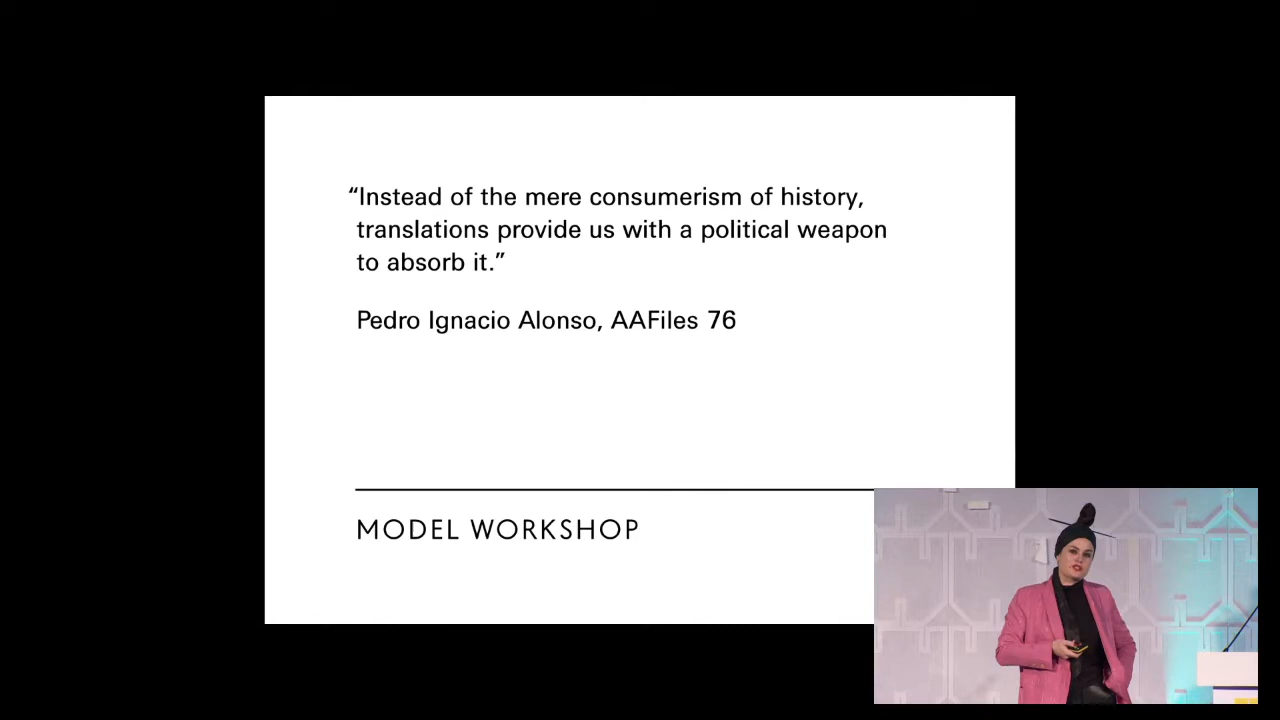 “Instead of the mere consumerism of history,
translations provide us with a political weapon
to absorb it.”
Pedro Ignacio Alonso, AAFiles 76
MODEL WORKSHOP